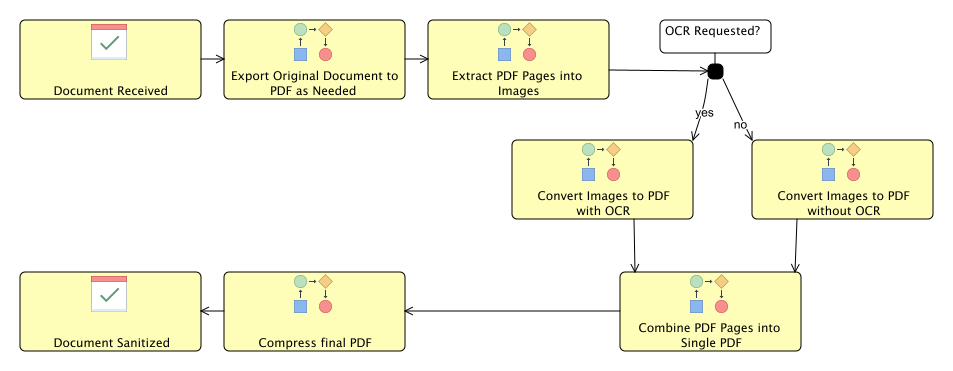 Document Received
Export Original Document to
PDF as Needed
Extract PDF Pages into
Images
OCR Requested?
yes
no
Convert Images to PDF
with OCR
Convert Images to PDF
without OCR
Document Sanitized
Compress final PDF
Combine PDF Pages into
Single PDF